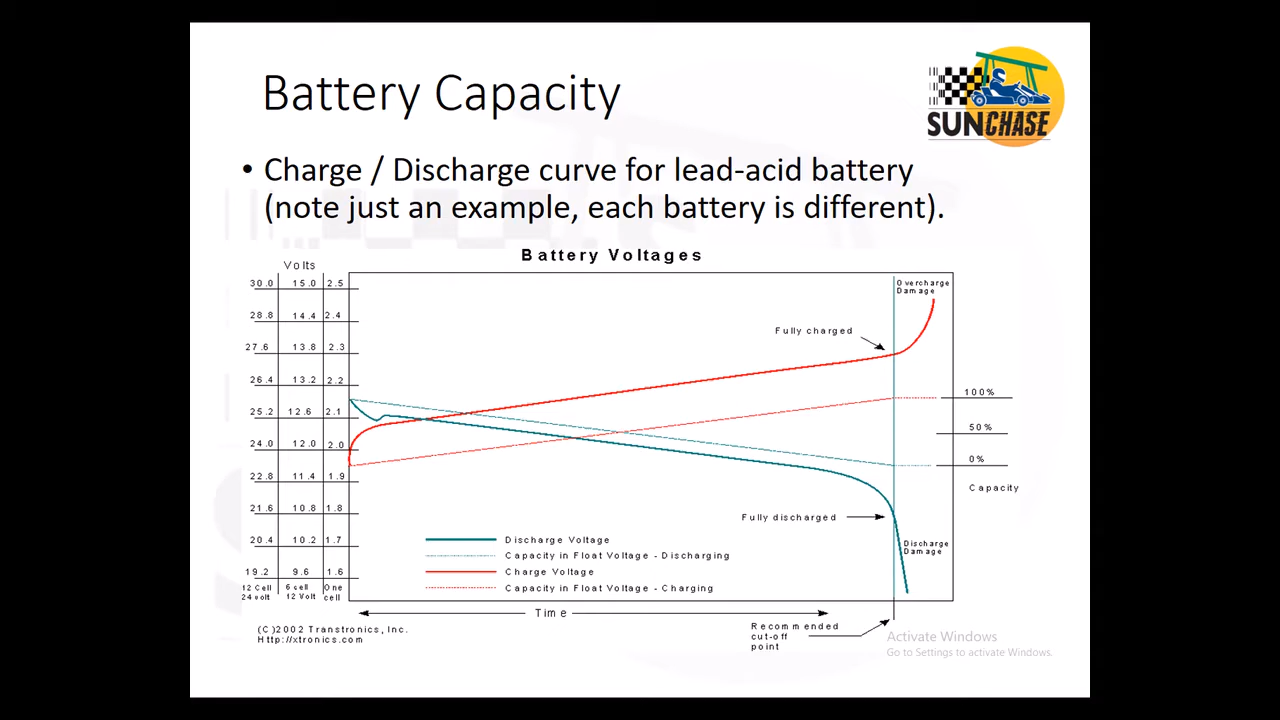 Battery Capacity
SUNCHASE
• Charge / Discharge curve for lead-acid battery
(note just an example, each battery is different).
Battery Voltages
Volts
30.0 15.0 2.5
28.8 14.4 2.4
27.6 13.8 2.3
26.4 13.2 2.2
25.2 12.6 2.1
24.0 12.0 2.0
22.8 11.4 1.9
21.6 10.8 1.8
20.4 10.2 1.7
19.2 9.6 1.6
12 Cell 6 cell One
24 volt 12 Volt cell
Overcharge
Damage
Fully charged
100%
50%
0%
Capacity
Fully discharged
Discharge
Damage
Discharge Voltage
Capacity in Float Voltage - Discharging
Charge Voltage
Capacity in Float Voltage - Charging
Time
Recommended
cut-off
point
(C)2002 Transtronics, Inc.
Http://xtronics.com
Activate Windows
Go to Settings to activate Windows.